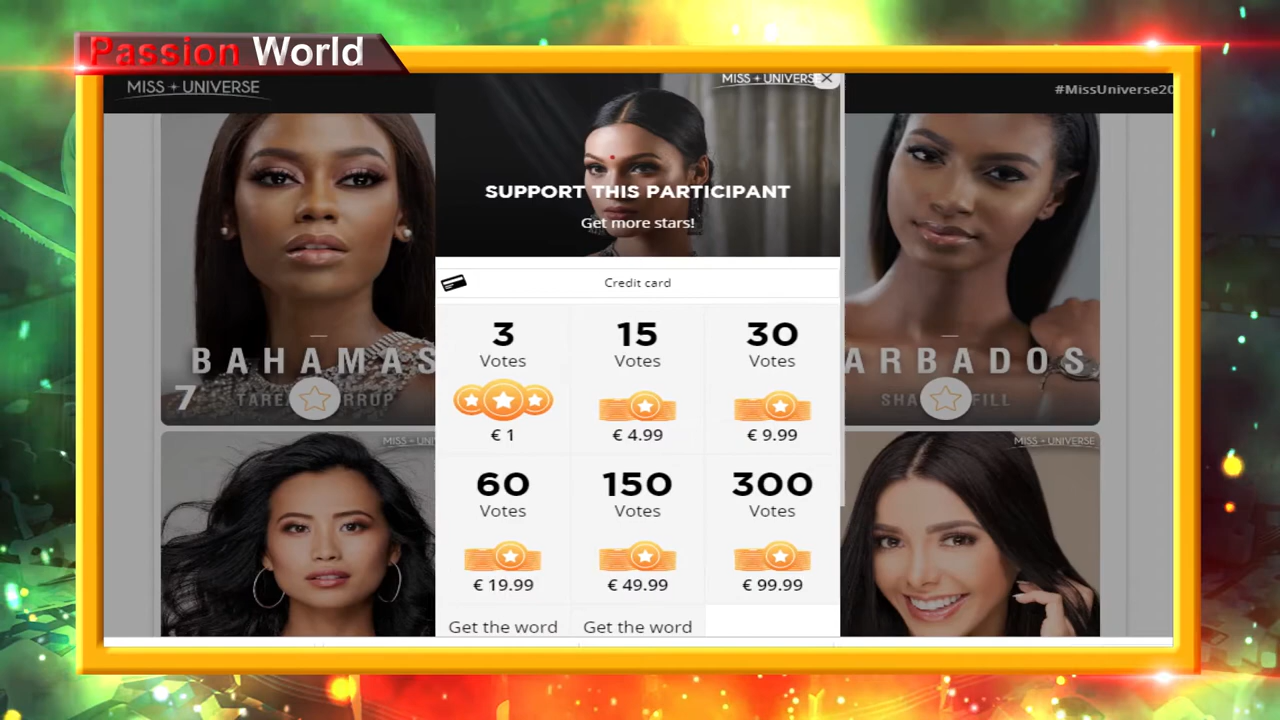 Passion World
MISS + UNIVERSE
MISS + UNIVERSE
SUPPORT THIS PARTICIPANT
Get more stars!
Credit card
3
Votes
€ 1
15
Votes
€ 4.99
30
Votes
€ 9.99
60
Votes
€ 19.99
150
Votes
€ 49.99
300
Votes
€ 99.99
Get the word
Get the word
#MissUniverse20
BAHAMAS
7
ARBADOS
MISS + UNI
MISS + UNIVERSE